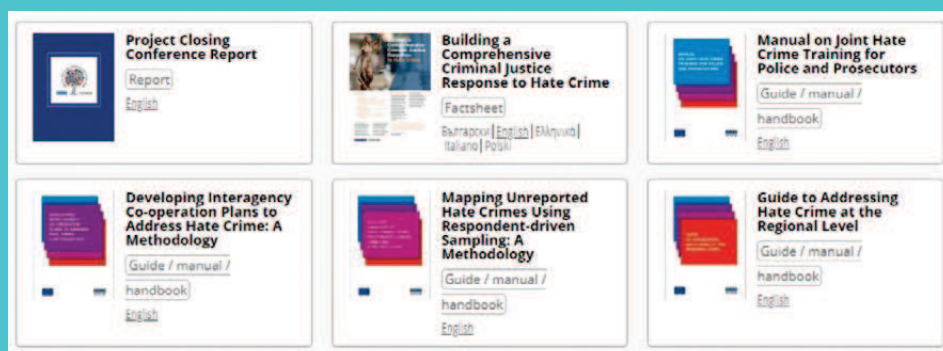 Project Closing
Conference Report
Report
English
Building a
Comprehensive
Criminal Justice
Response to Hate Crime
Factsheet
Български| English | Ελληνικά|
Italiano| Polski
Manual on Joint Hate
Crime Training for
Police and Prosecutors
Guide / manual /
handbook
English
Developing Interagency
Co-operation Plans to
Address Hate Crime: A
Methodology
Guide / manual /
handbook
English
Mapping Unreported
Hate Crimes Using
Respondent-driven
Sampling: A
Methodology
Guide / manual /
handbook
English
Guide to Addressing
Hate Crime at the
Regional Level
Guide / manual /
handbook
English